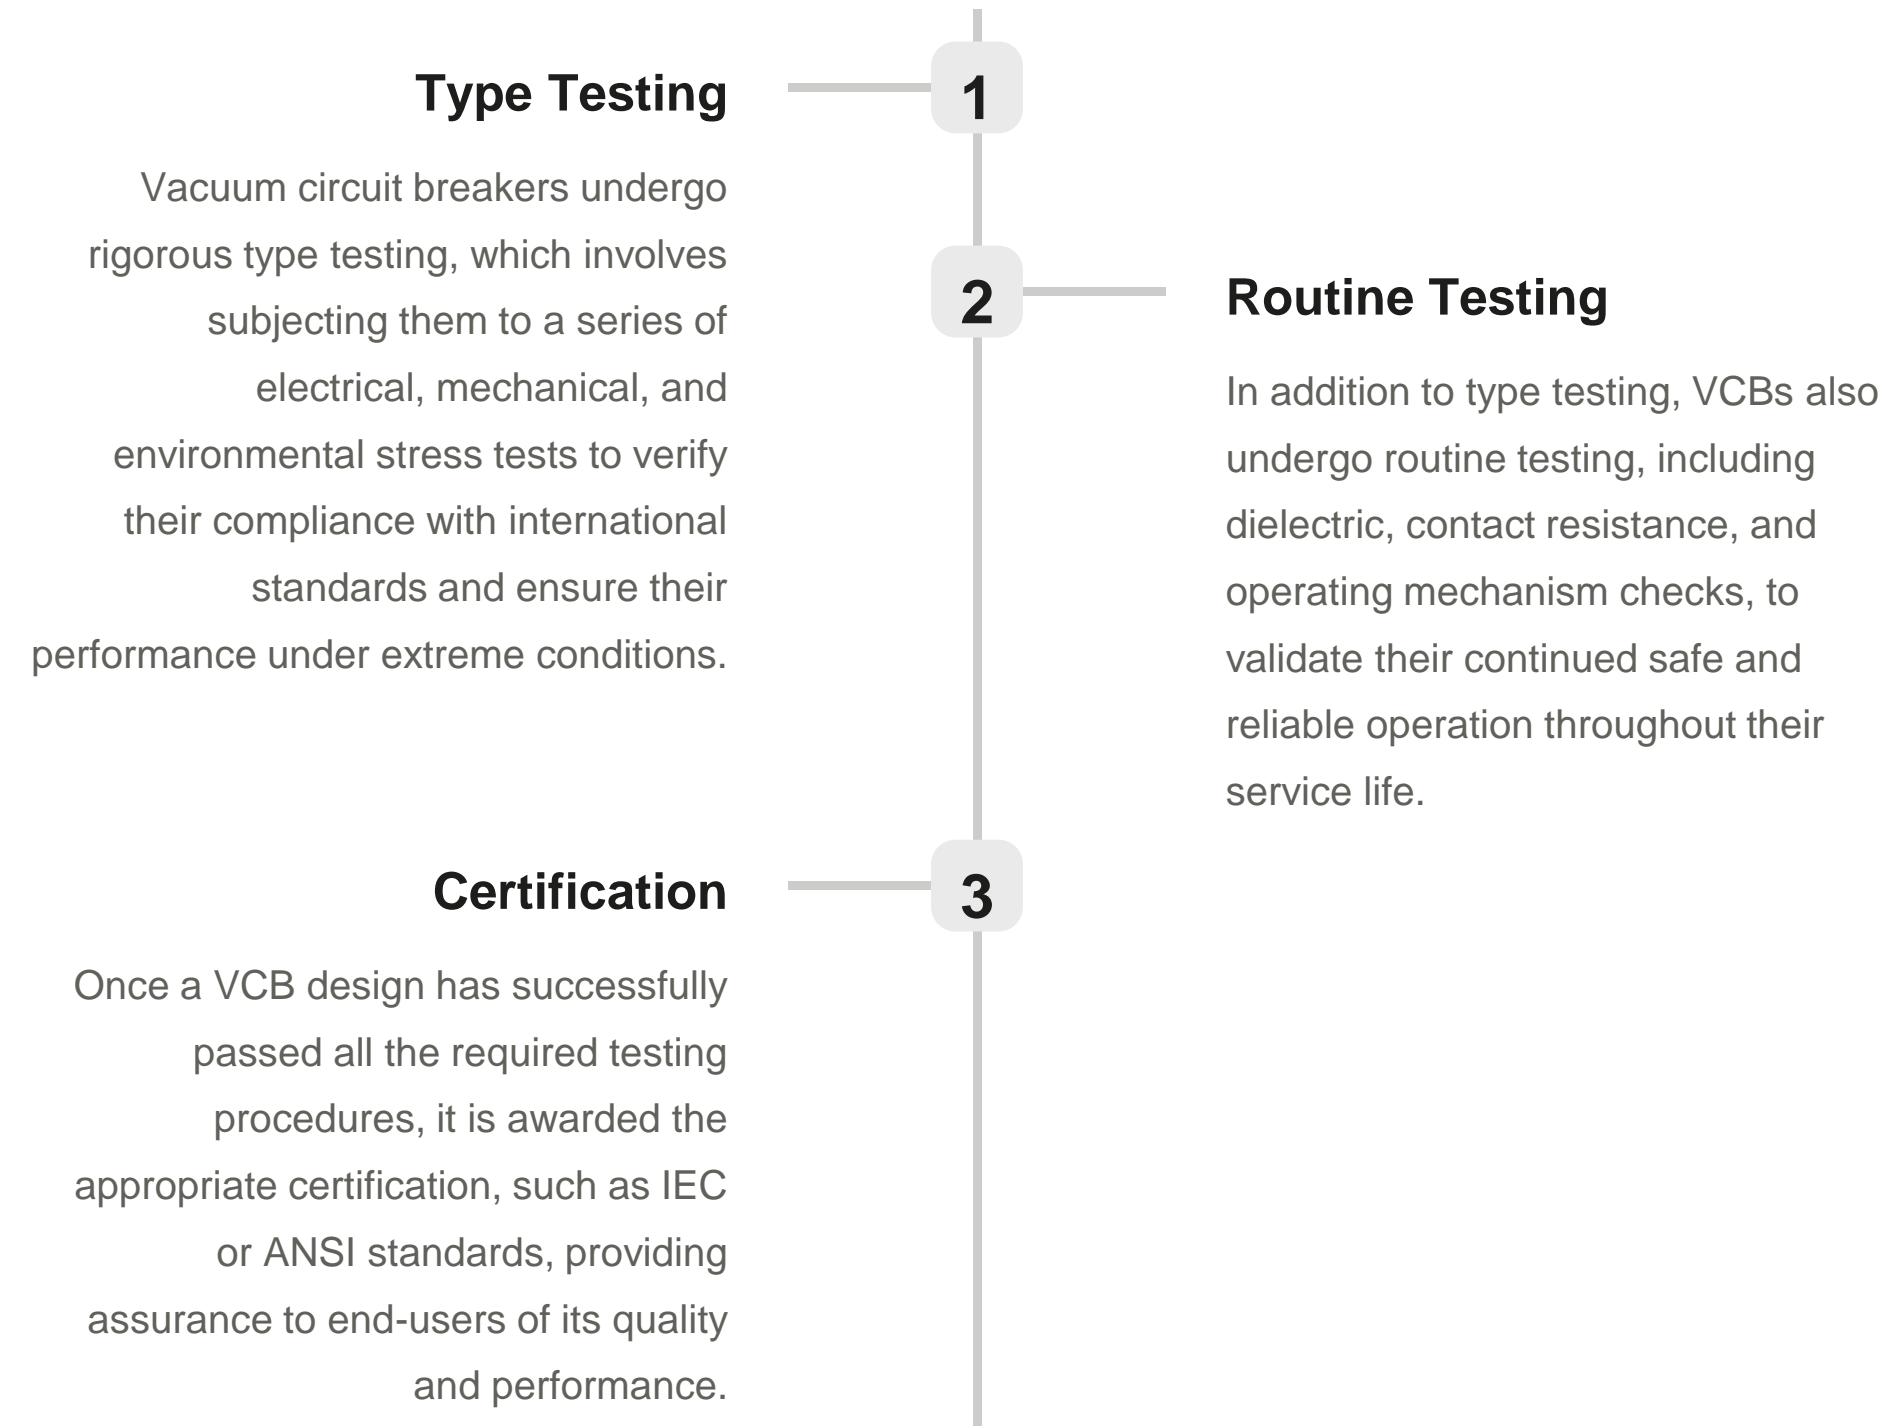 1
Type Testing
Vacuum circuit breakers undergo
rigorous type testing, which involves
subjecting them to a series of
electrical, mechanical, and
environmental stress tests to verify
their compliance with international
standards and ensure their
performance under extreme conditions.
2
Routine Testing
In addition to type testing, VCBs also
undergo routine testing, including
dielectric, contact resistance, and
operating mechanism checks, to
validate their continued safe and
reliable operation throughout their
service life.
3
Certification
Once a VCB design has successfully
passed all the required testing
procedures, it is awarded the
appropriate certification, such as IEC
or ANSI standards, providing
assurance to end-users of its quality
and performance.